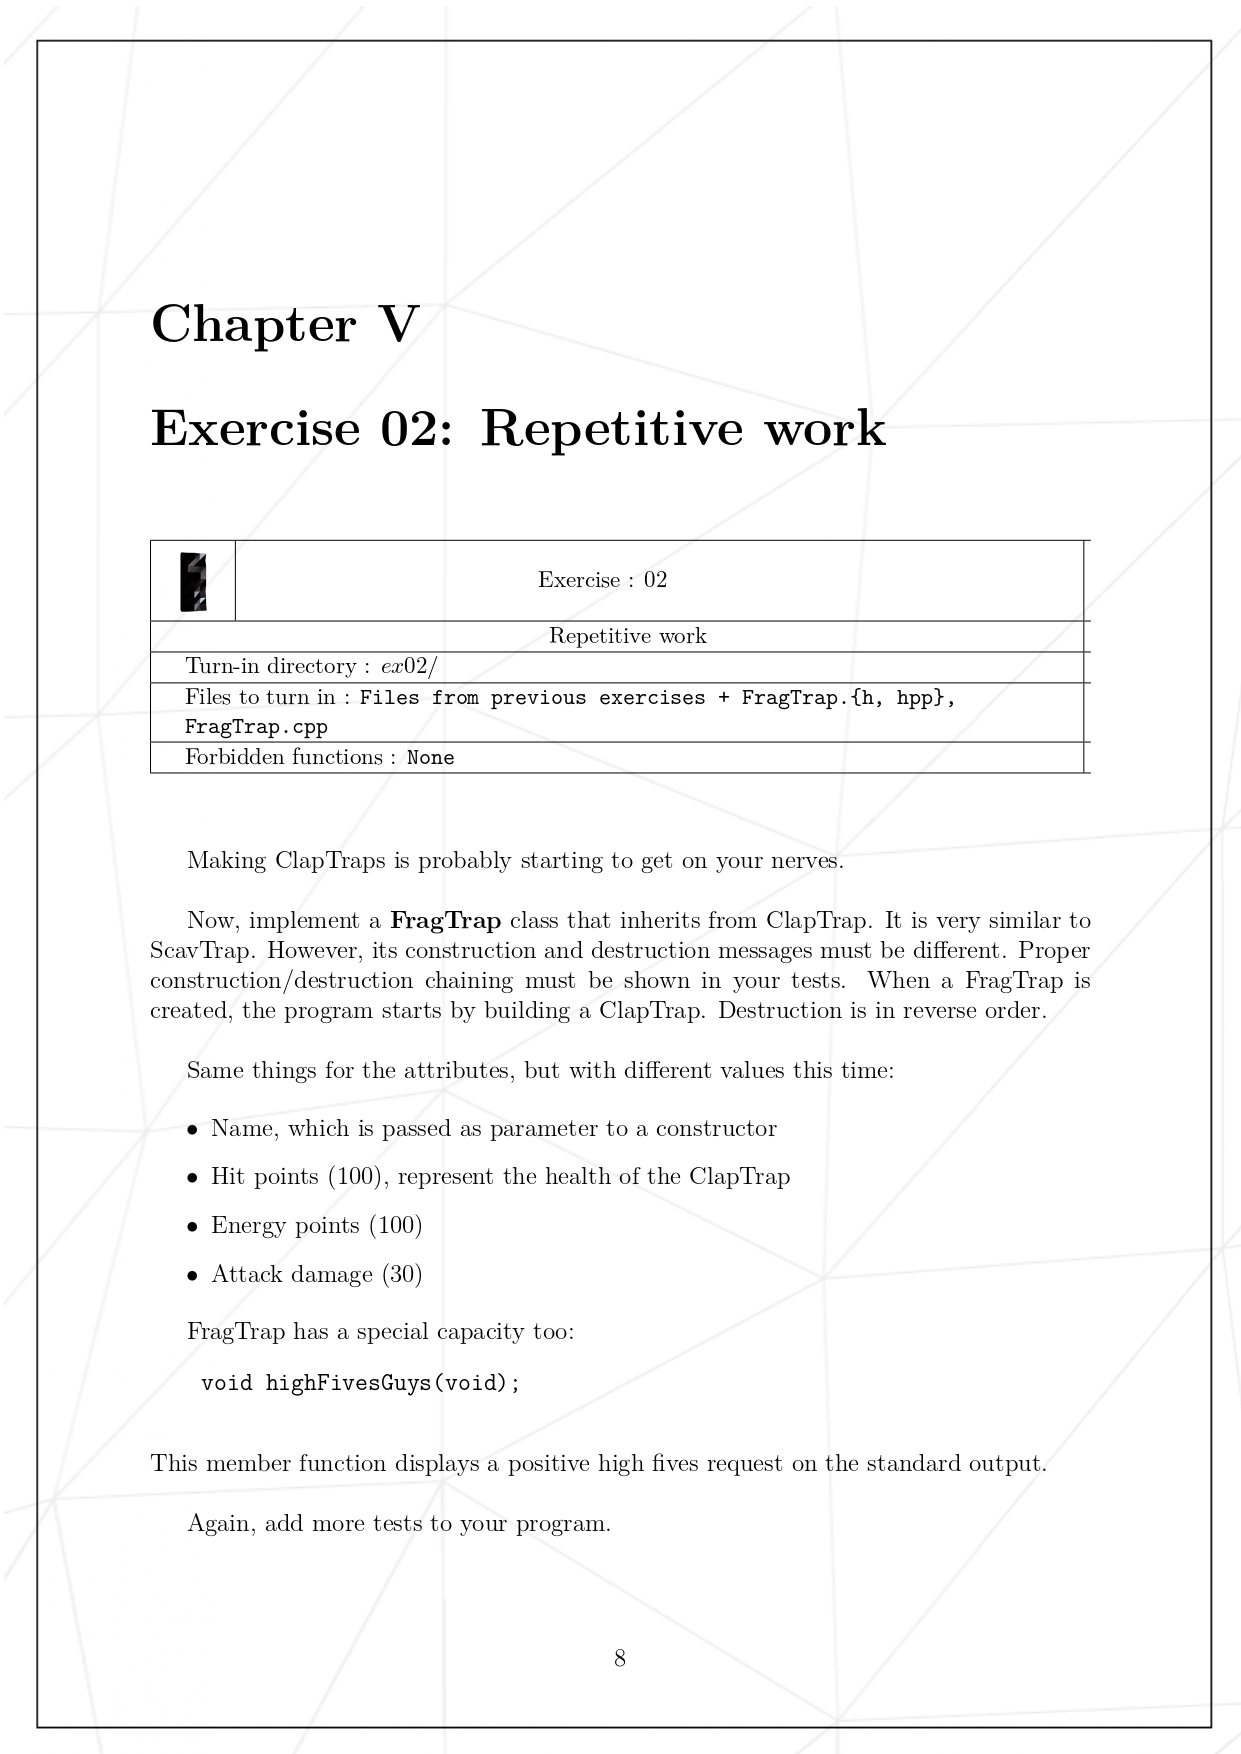 Chapter V
Exercise 02: Repetitive work
Exercise : 02
Repetitive work
Turn-in directory : ex02/
Files to turn in : Files from previous exercises + FragTrap.{h, hpp},
FragTrap.cpp
Forbidden functions : None
Making ClapTraps is probably starting to get on your nerves.
Now, implement a FragTrap class that inherits from ClapTrap. It is very similar to
ScavTrap. However, its construction and destruction messages must be different. Proper
construction/destruction chaining must be shown in your tests. When a FragTrap is
created, the program starts by building a ClapTrap. Destruction is in reverse order.
Same things for the attributes, but with different values this time:
• Name, which is passed as parameter to a constructor
• Hit points (100), represent the health of the ClapTrap
• Energy points (100)
• Attack damage (30)
FragTrap has a special capacity too:
void highFivesGuys(void);
This member function displays a positive high fives request on the standard output.
Again, add more tests to your program.
8